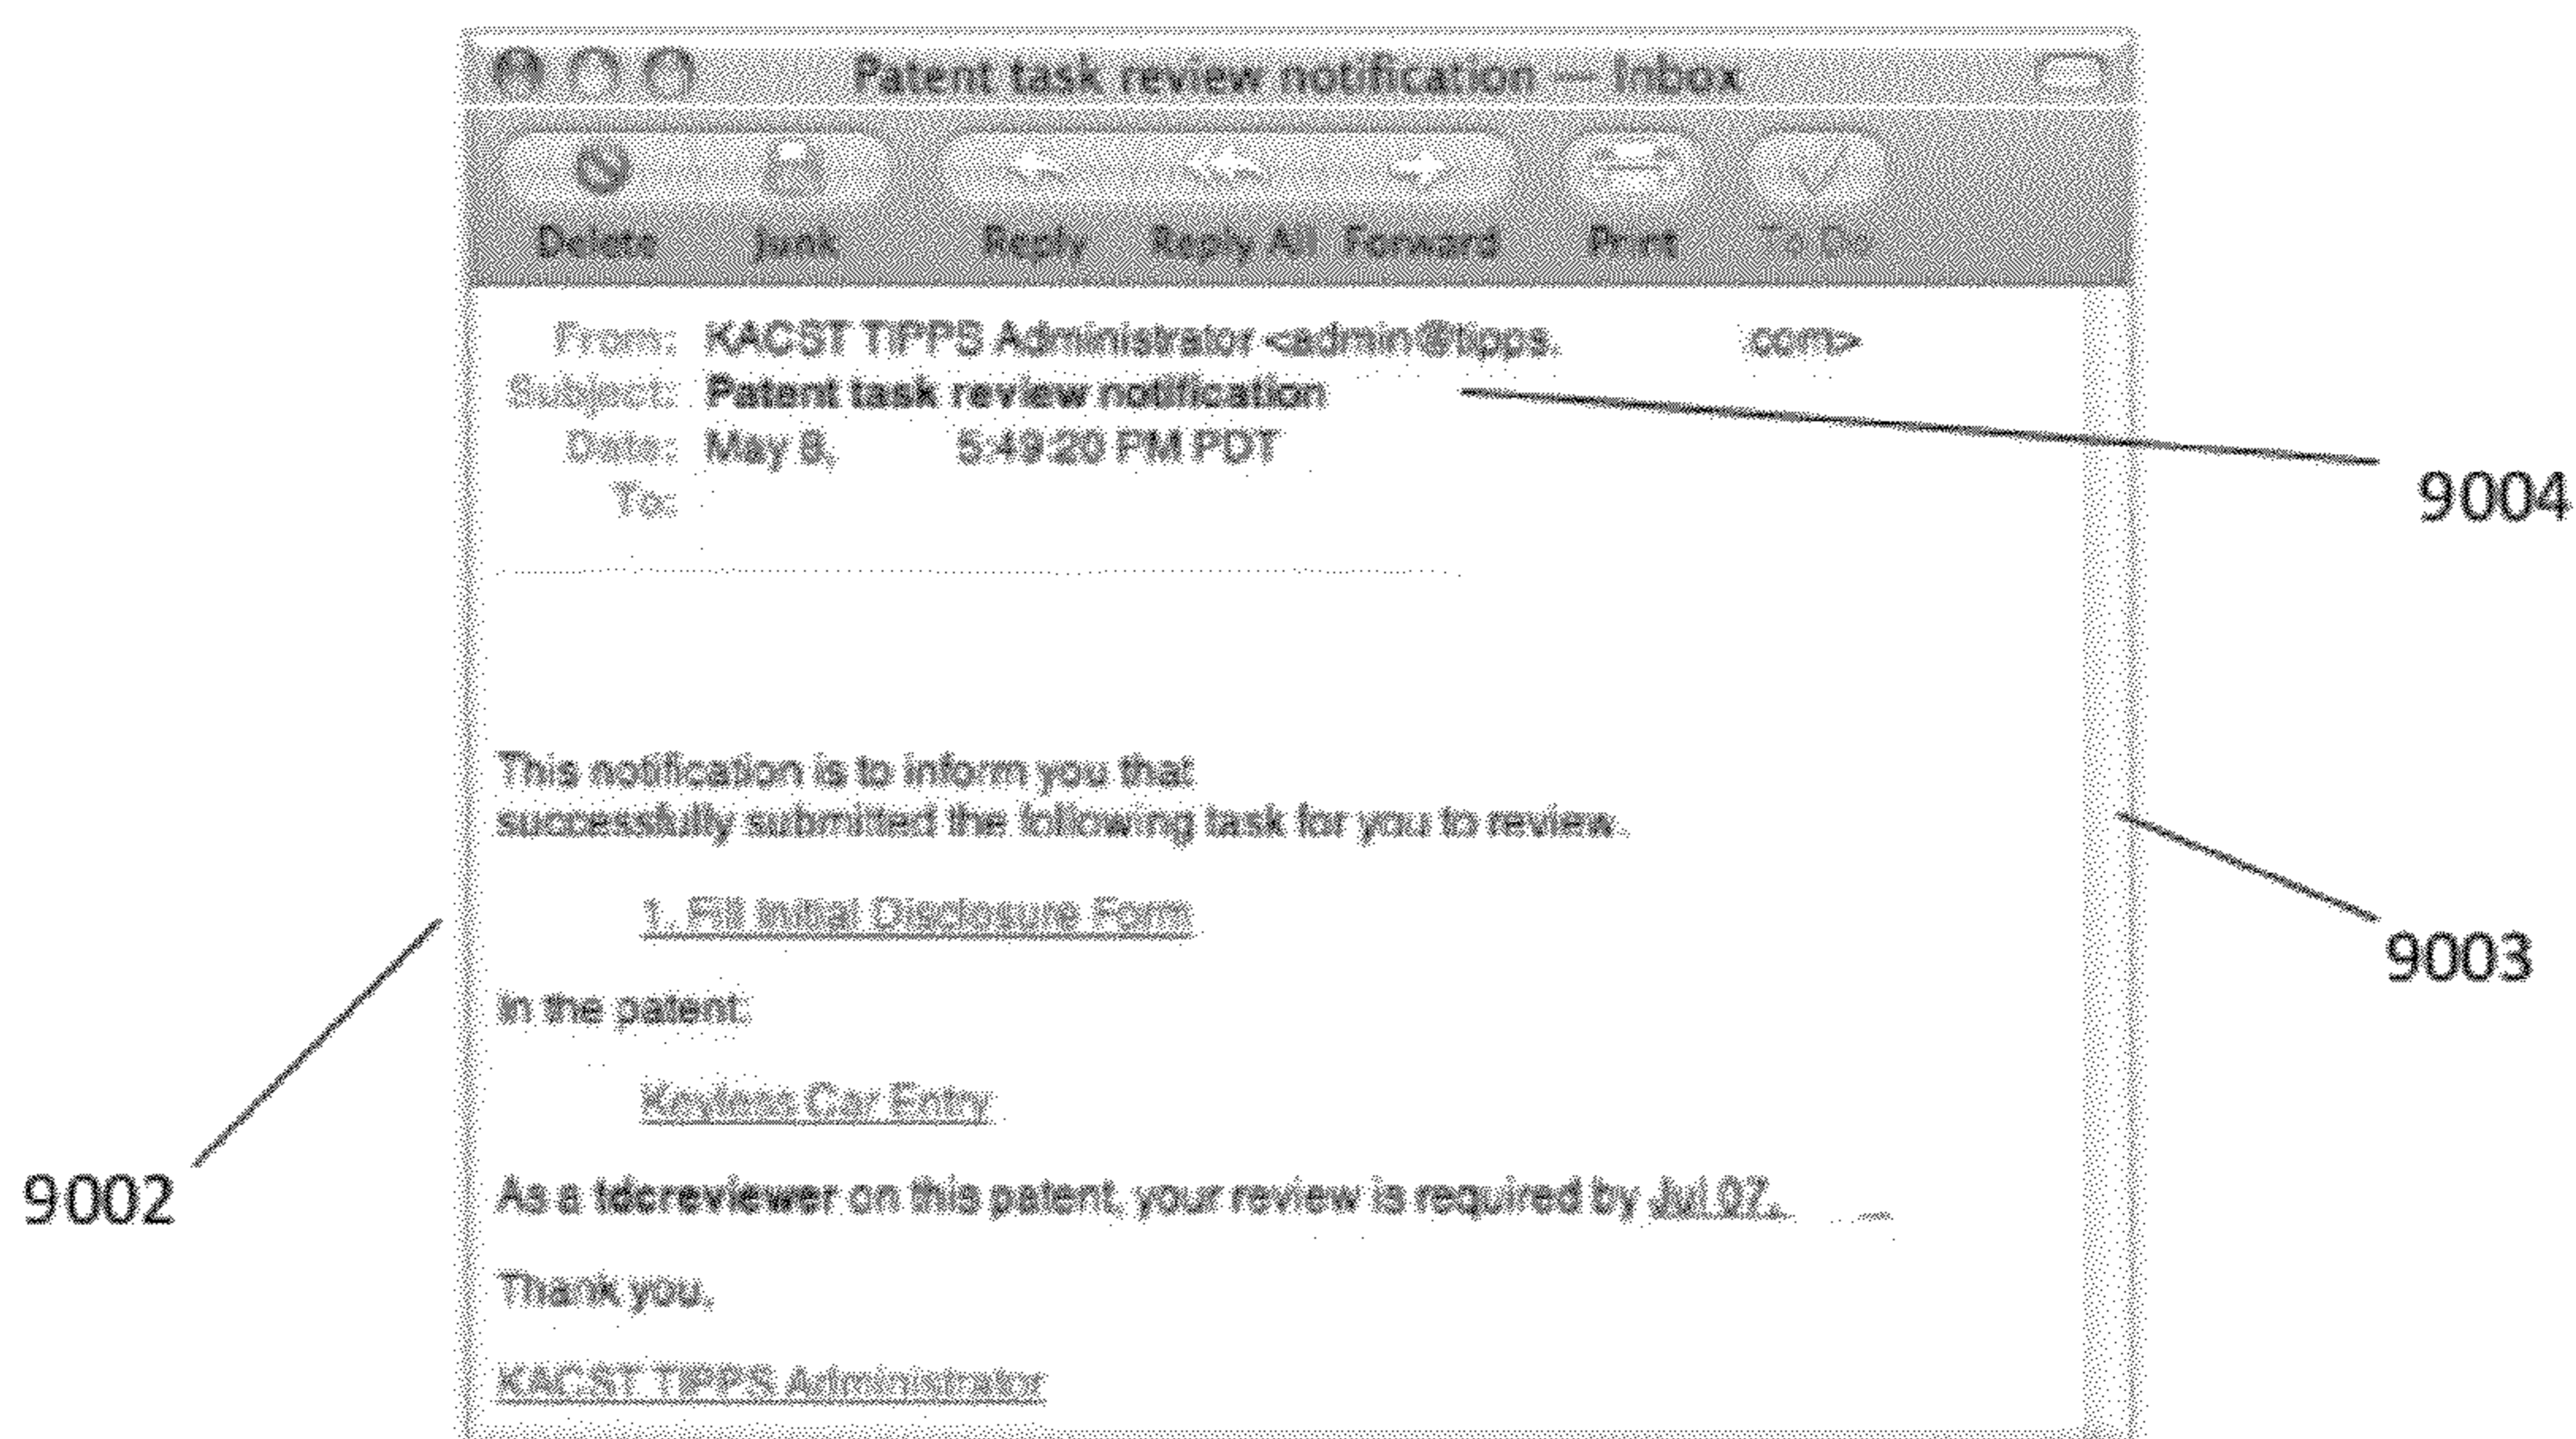 Patent task review notification — Inbox
Delete Junk Reply Reply All Forward Print To Do
From: KACST TIPPS Administrator <admin@tipps. .com>
Subject: Patent task review notification
Date: May 8, 5:49:20 PM PDT
To:
9004
This notification is to inform you that
successfully submitted the following task for you to review.
1. Fill Initial Disclosure Form
9003
In the patent:
Keyless Car Entry
9002
As a tdcreviewer on this patent, your review is required by Jul 07,
Thank you,
KACST TIPPS Administrator